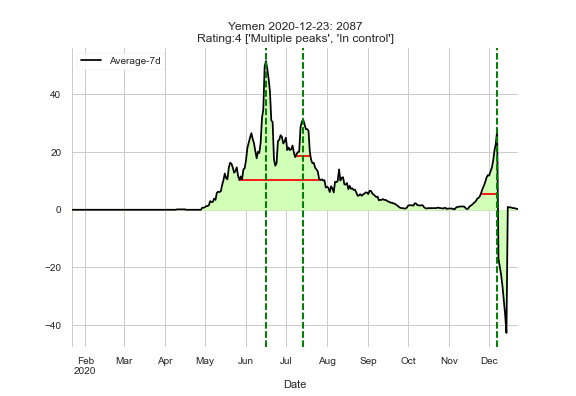 Yemen 2020-12-23: 2087
Rating:4 ['Multiple peaks', 'In control']
Average-7d
40
20
0
−20
−40
Feb Mar Apr May Jun Jul Aug Sep Oct Nov Dec
2020
Date